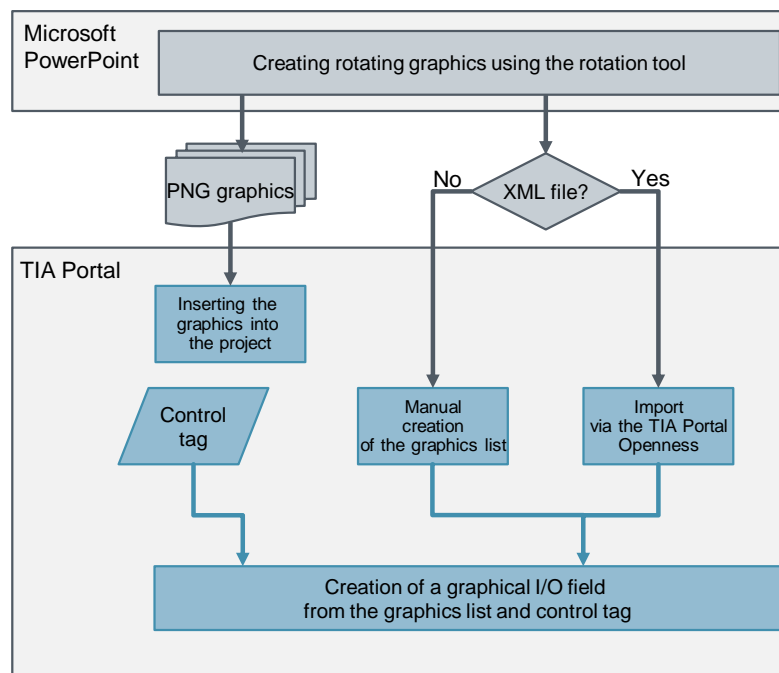 Microsoft
PowerPoint
Creating rotating graphics using the rotation tool
PNG graphics
No
XML file?
Yes
TIA Portal
Inserting the
graphics into
the project
Control
tag
Manual
creation
of the graphics list
Import
via the TIA Portal
Openness
Creation of a graphical I/O field
from the graphics list and control tag